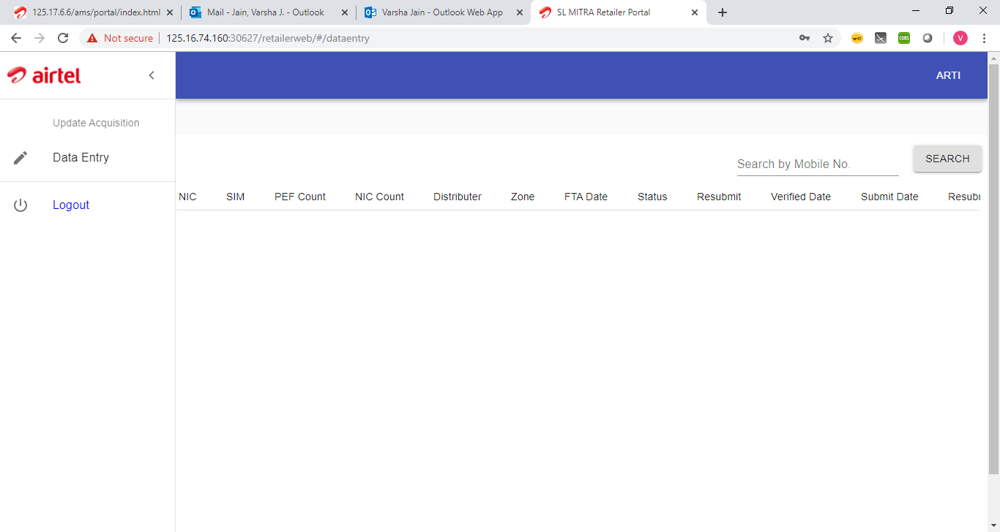 125.17.6.6/ams/portal/index.html
Mail - Jain, Varsha J. - Outlook
Varsha Jain - Outlook Web App
SL MITRA Retailer Portal
Not secure
125.16.74.160:30627/retailerweb/#/dataentry
CORS
V
airtel
ARTI
Update Acquisition
Data Entry
Logout
Search by Mobile No.
SEARCH
NIC SIM PEF Count NIC Count Distributer Zone FTA Date Status Resubmit Verified Date Submit Date Resubr